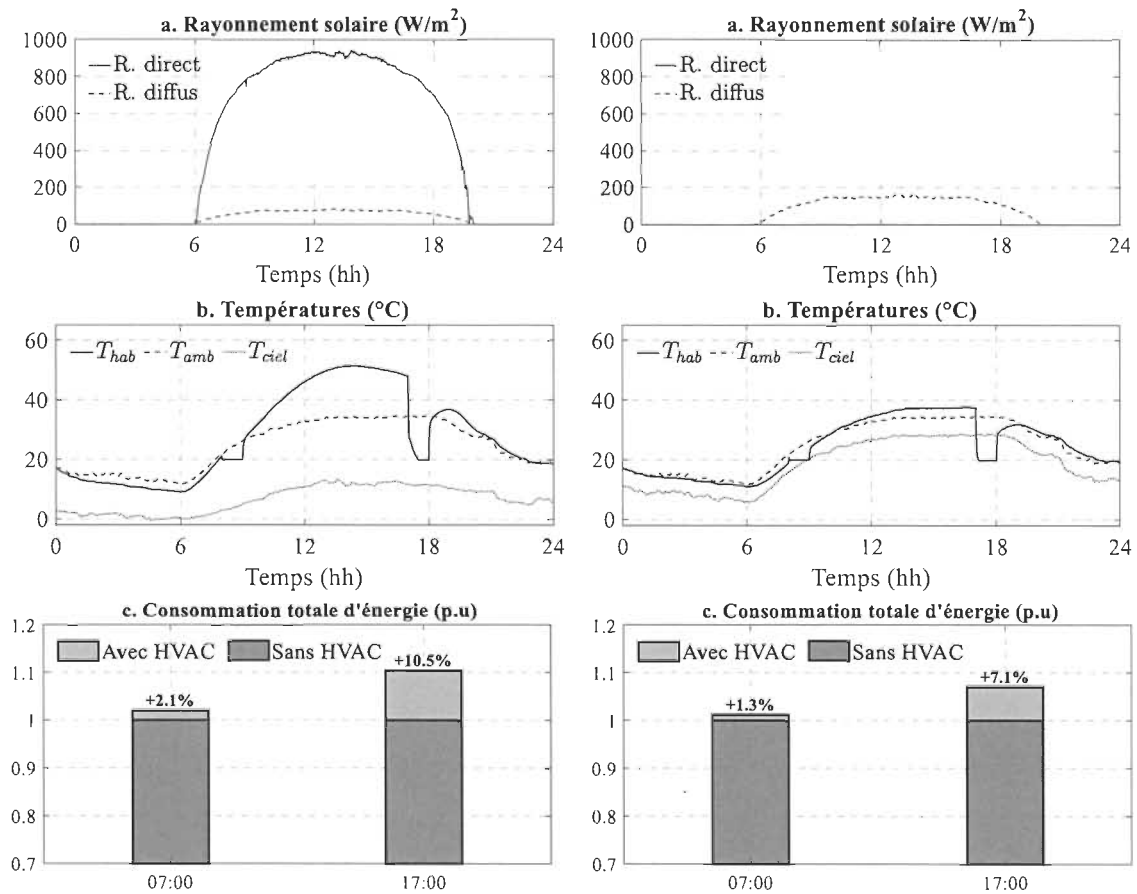 a. Rayonnement solaire (W/m²)
1000
800
600
400
200
0
R. direct
R. diffus
0 6 12 18 24
Temps (hh)
b. Températures (°C)
60
40
20
0
T_hab T_amb T_ciel
0 6 12 18 24
Temps (hh)
c. Consommation totale d'énergie (p.u)
1.2
1.1
1
0.9
0.8
0.7
Avec HVAC Sans HVAC
+2.1%
+10.5%
07:00 17:00
a. Rayonnement solaire (W/m²)
1000
800
600
400
200
0
R. direct
R. diffus
0 6 12 18 24
Temps (hh)
b. Températures (°C)
60
40
20
0
T_hab T_amb T_ciel
0 6 12 18 24
Temps (hh)
c. Consommation totale d'énergie (p.u)
1.2
1.1
1
0.9
0.8
0.7
Avec HVAC Sans HVAC
+1.3%
+7.1%
07:00 17:00